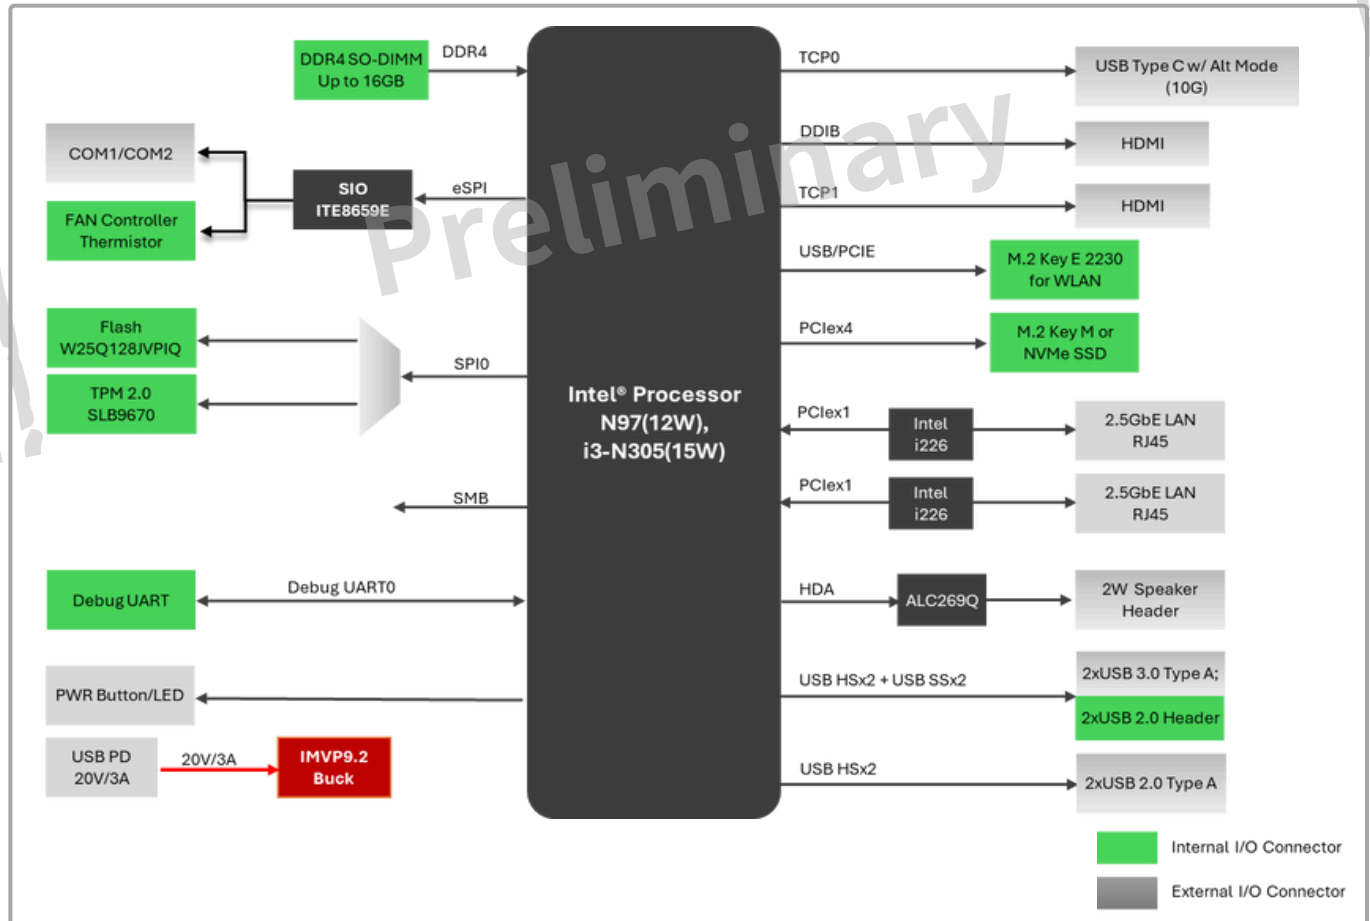 DDR4 SO-DIMM
Up to 16GB
DDR4
COM1/COM2
FAN Controller
Thermistor
SIO
ITE8659E
eSPI
Flash
W25Q128JVPIQ
TPM 2.0
SLB9670
SPI0
SMB
Debug UART
Debug UART0
PWR Button/LED
USB PD
20V/3A
20V/3A
IMVP9.2
Buck
Intel® Processor
N97(12W),
i3-N305(15W)
TCP0
USB Type C w/ Alt Mode
(10G)
DDIB
HDMI
TCP1
HDMI
USB/PCIE
M.2 Key E 2230
for WLAN
PCIex4
M.2 Key M or
NVMe SSD
PCIex1
Intel
i226
2.5GbE LAN
RJ45
PCIex1
Intel
i226
2.5GbE LAN
RJ45
HDA
ALC269Q
2W Speaker
Header
USB HSx2 + USB SSx2
2xUSB 3.0 Type A;
2xUSB 2.0 Header
USB HSx2
2xUSB 2.0 Type A
Internal I/O Connector
External I/O Connector
Preliminary